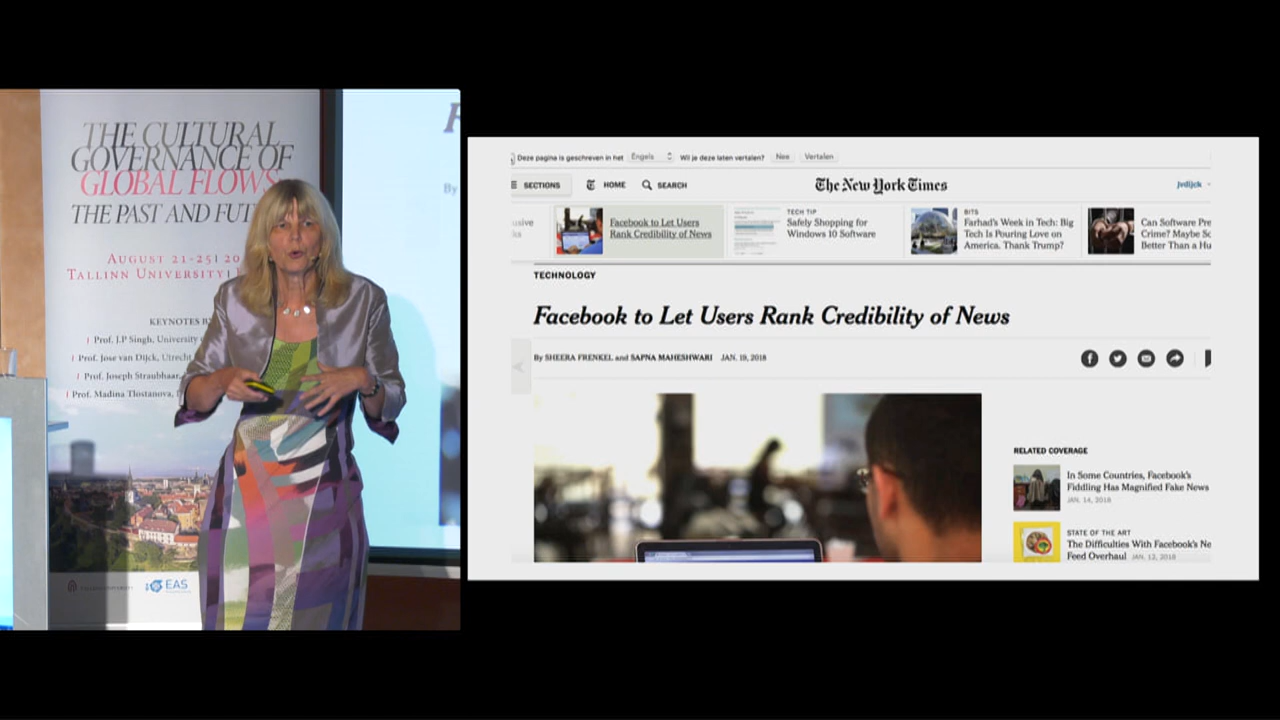 THE CULTURAL
GOVERNANCE OF
GLOBAL FLOWS
THE PAST AND FUT
AUGUST 21-25| 20
TALLINN UNIVERSITY|
KEYNOTES B
| Prof. J.P Singh, University
| Prof. Jose van Dijck, Utrecht
| Prof. Joseph Straubhaar,
| Prof. Madina Tlostanova,
EAS
F
By
Deze pagina is geschreven in het Engels Wil je deze laten vertalen? Nee Vertalen
SECTIONS HOME SEARCH
The New York Times
jvdijck
usive
ks
Facebook to Let Users
Rank Credibility of News
TECH TIP
Safely Shopping for
Windows 10 Software
BITS
Farhad's Week in Tech: Big
Tech Is Pouring Love on
America. Thank Trump?
Can Software Pre
Crime? Maybe So
Better Than a Hu
TECHNOLOGY
Facebook to Let Users Rank Credibility of News
By SHEERA FRENKEL and SAPNA MAHESHWARI JAN. 19, 2018
RELATED COVERAGE
In Some Countries, Facebook's
Fiddling Has Magnified Fake News
JAN. 14, 2018
STATE OF THE ART
The Difficulties With Facebook's Ne
Feed Overhaul JAN. 12, 2018